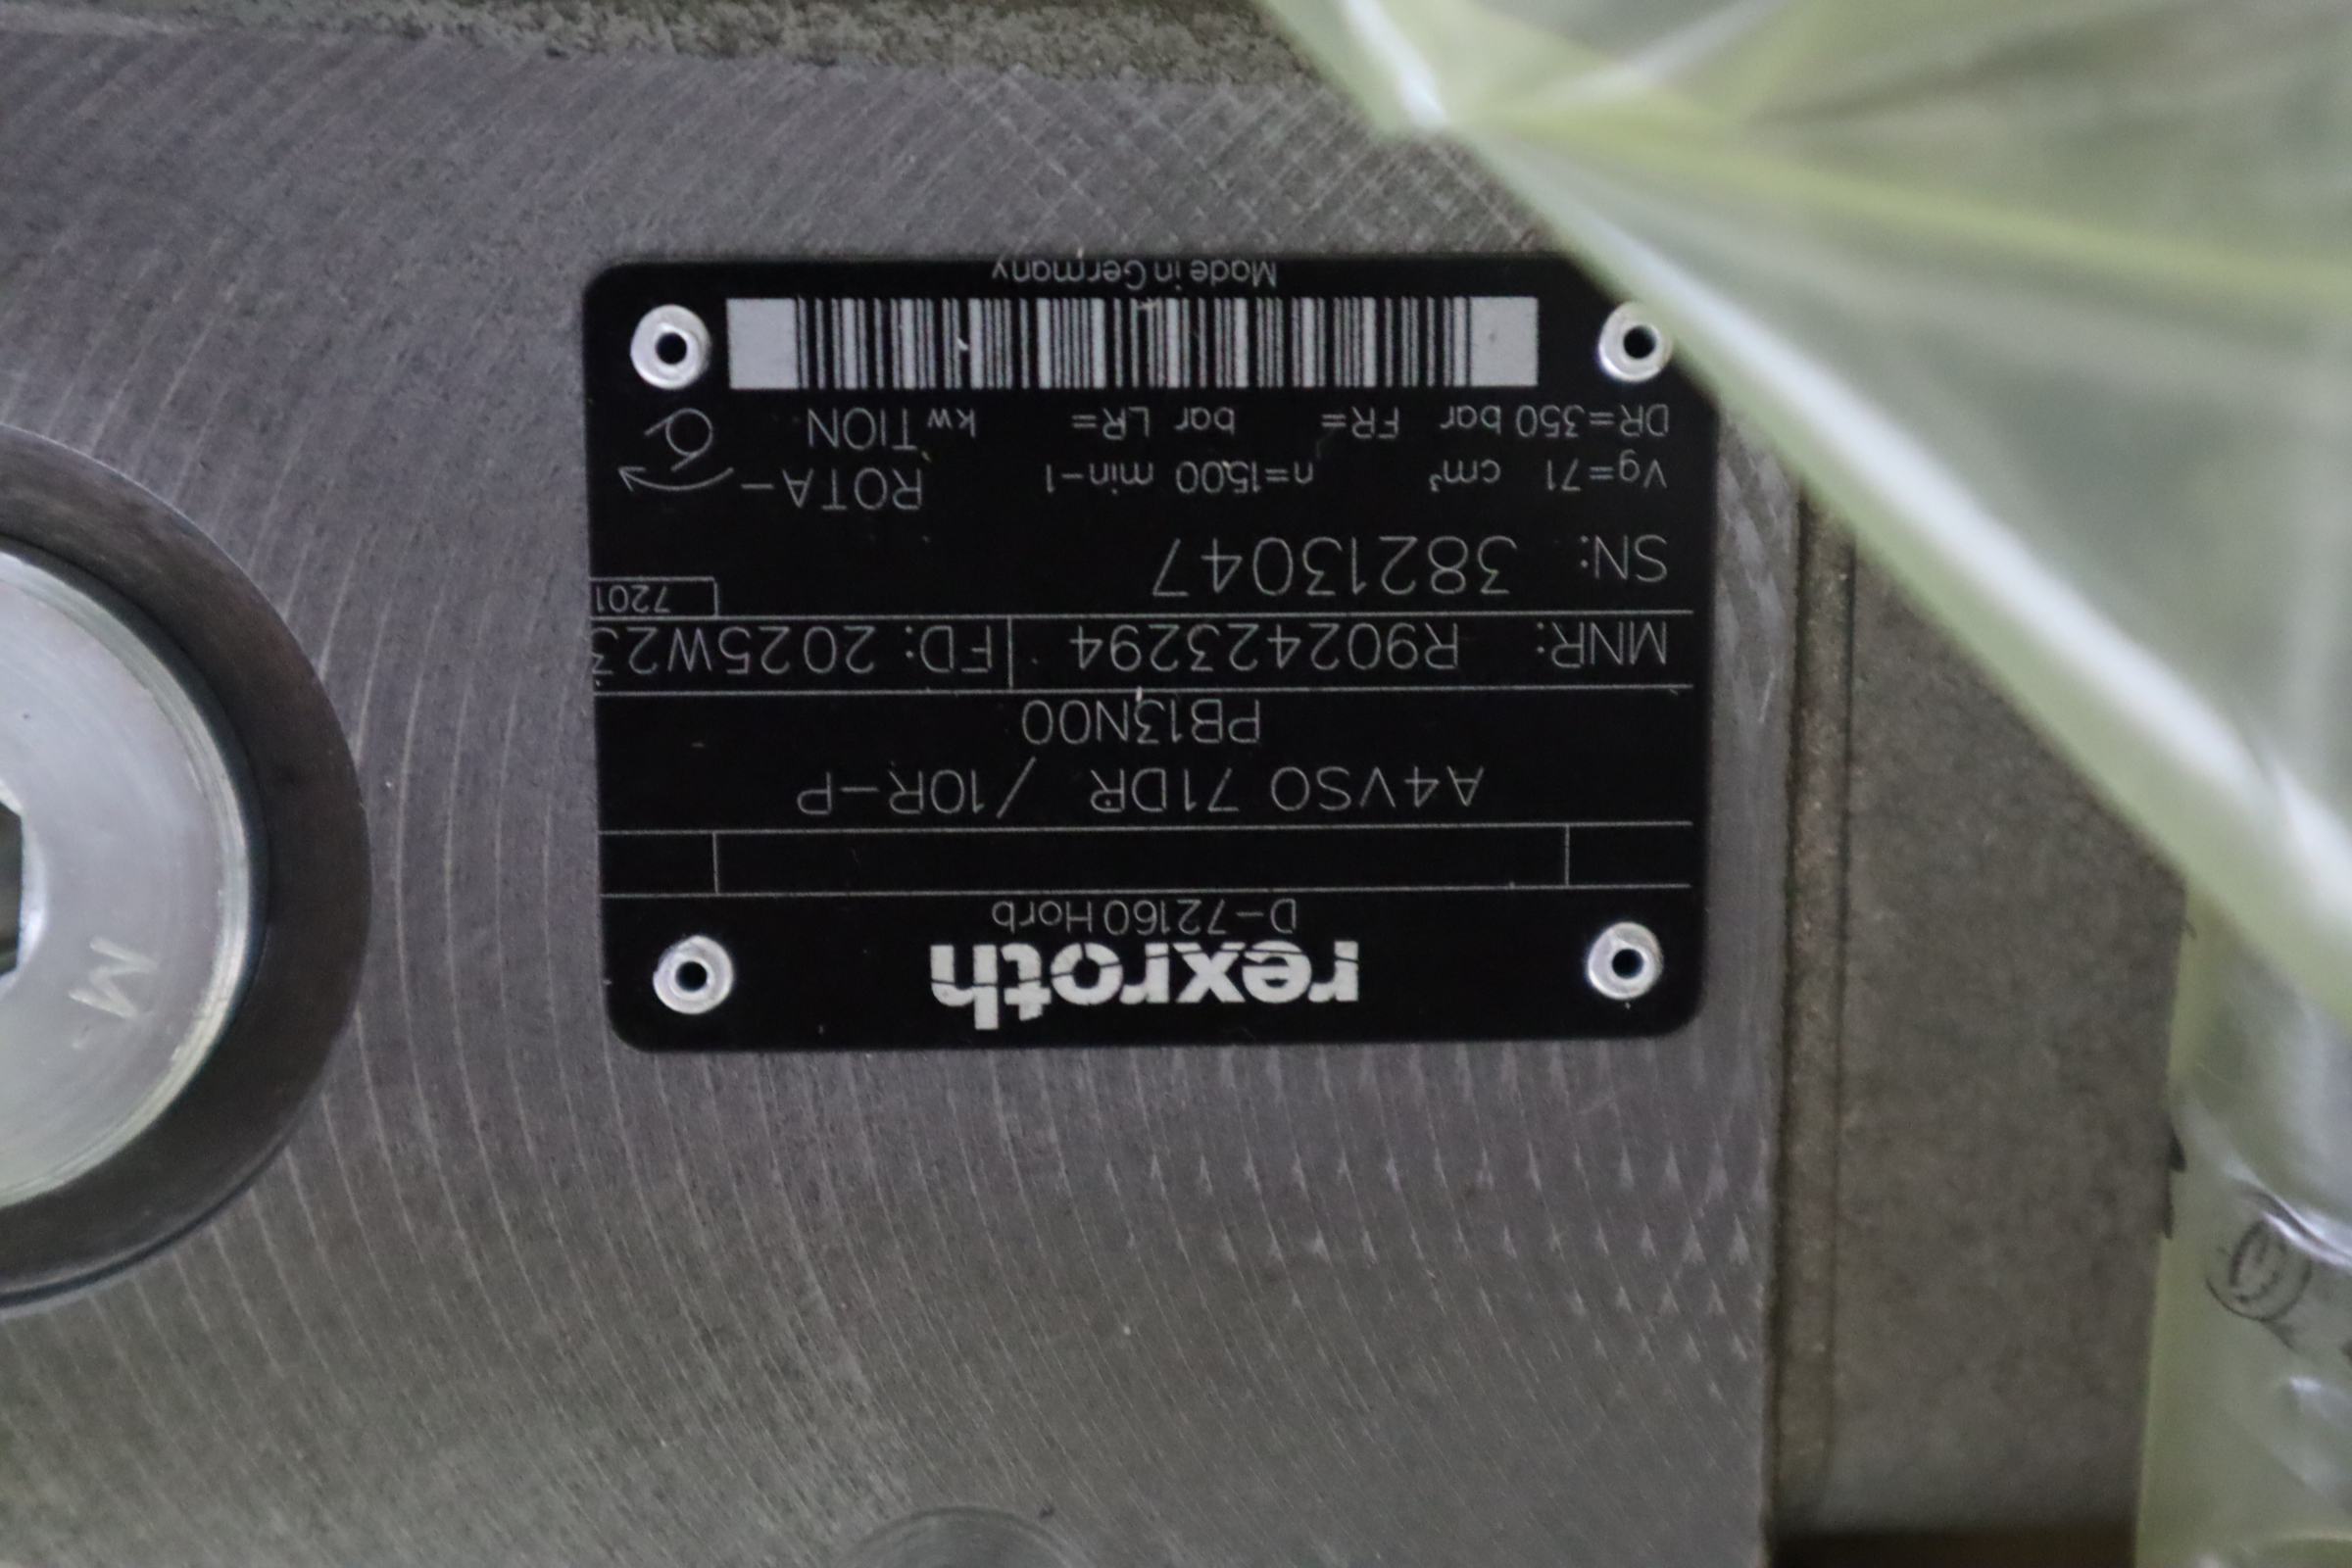 rexroth
D-72160 Horb
A4VSO 71DR /10R-P
PB13N00
MNR: R902423294 FD: 2025W23
7201
SN: 38213047
Vg=71 cm³ n=1500 min-1 ROTA-
DR=350 bar FR= bar LR= kw TION
Made in Germany
M